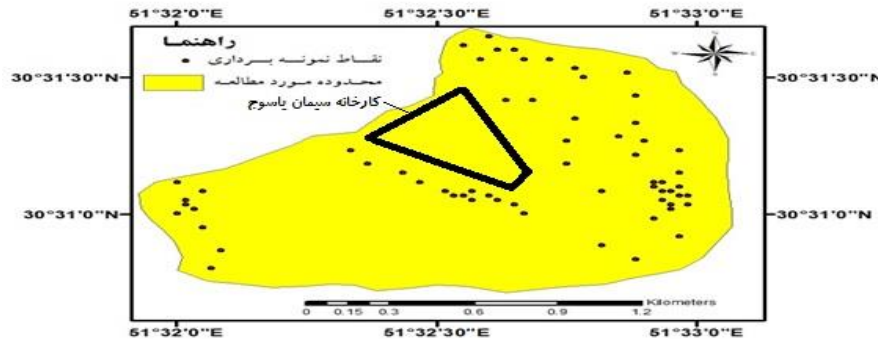 51°32'0"E 51°32'30"E 51°33'0"E
راهنما
نقاط نمونه برداری
30°31'30"N 30°31'30"N
محدوده مورد مطالعه
کارخانه سیمان یاسوج
30°31'0"N 30°31'0"N
Kilometers
0 0.15 0.3 0.6 0.9 1.2
51°32'0"E 51°32'30"E 51°33'0"E